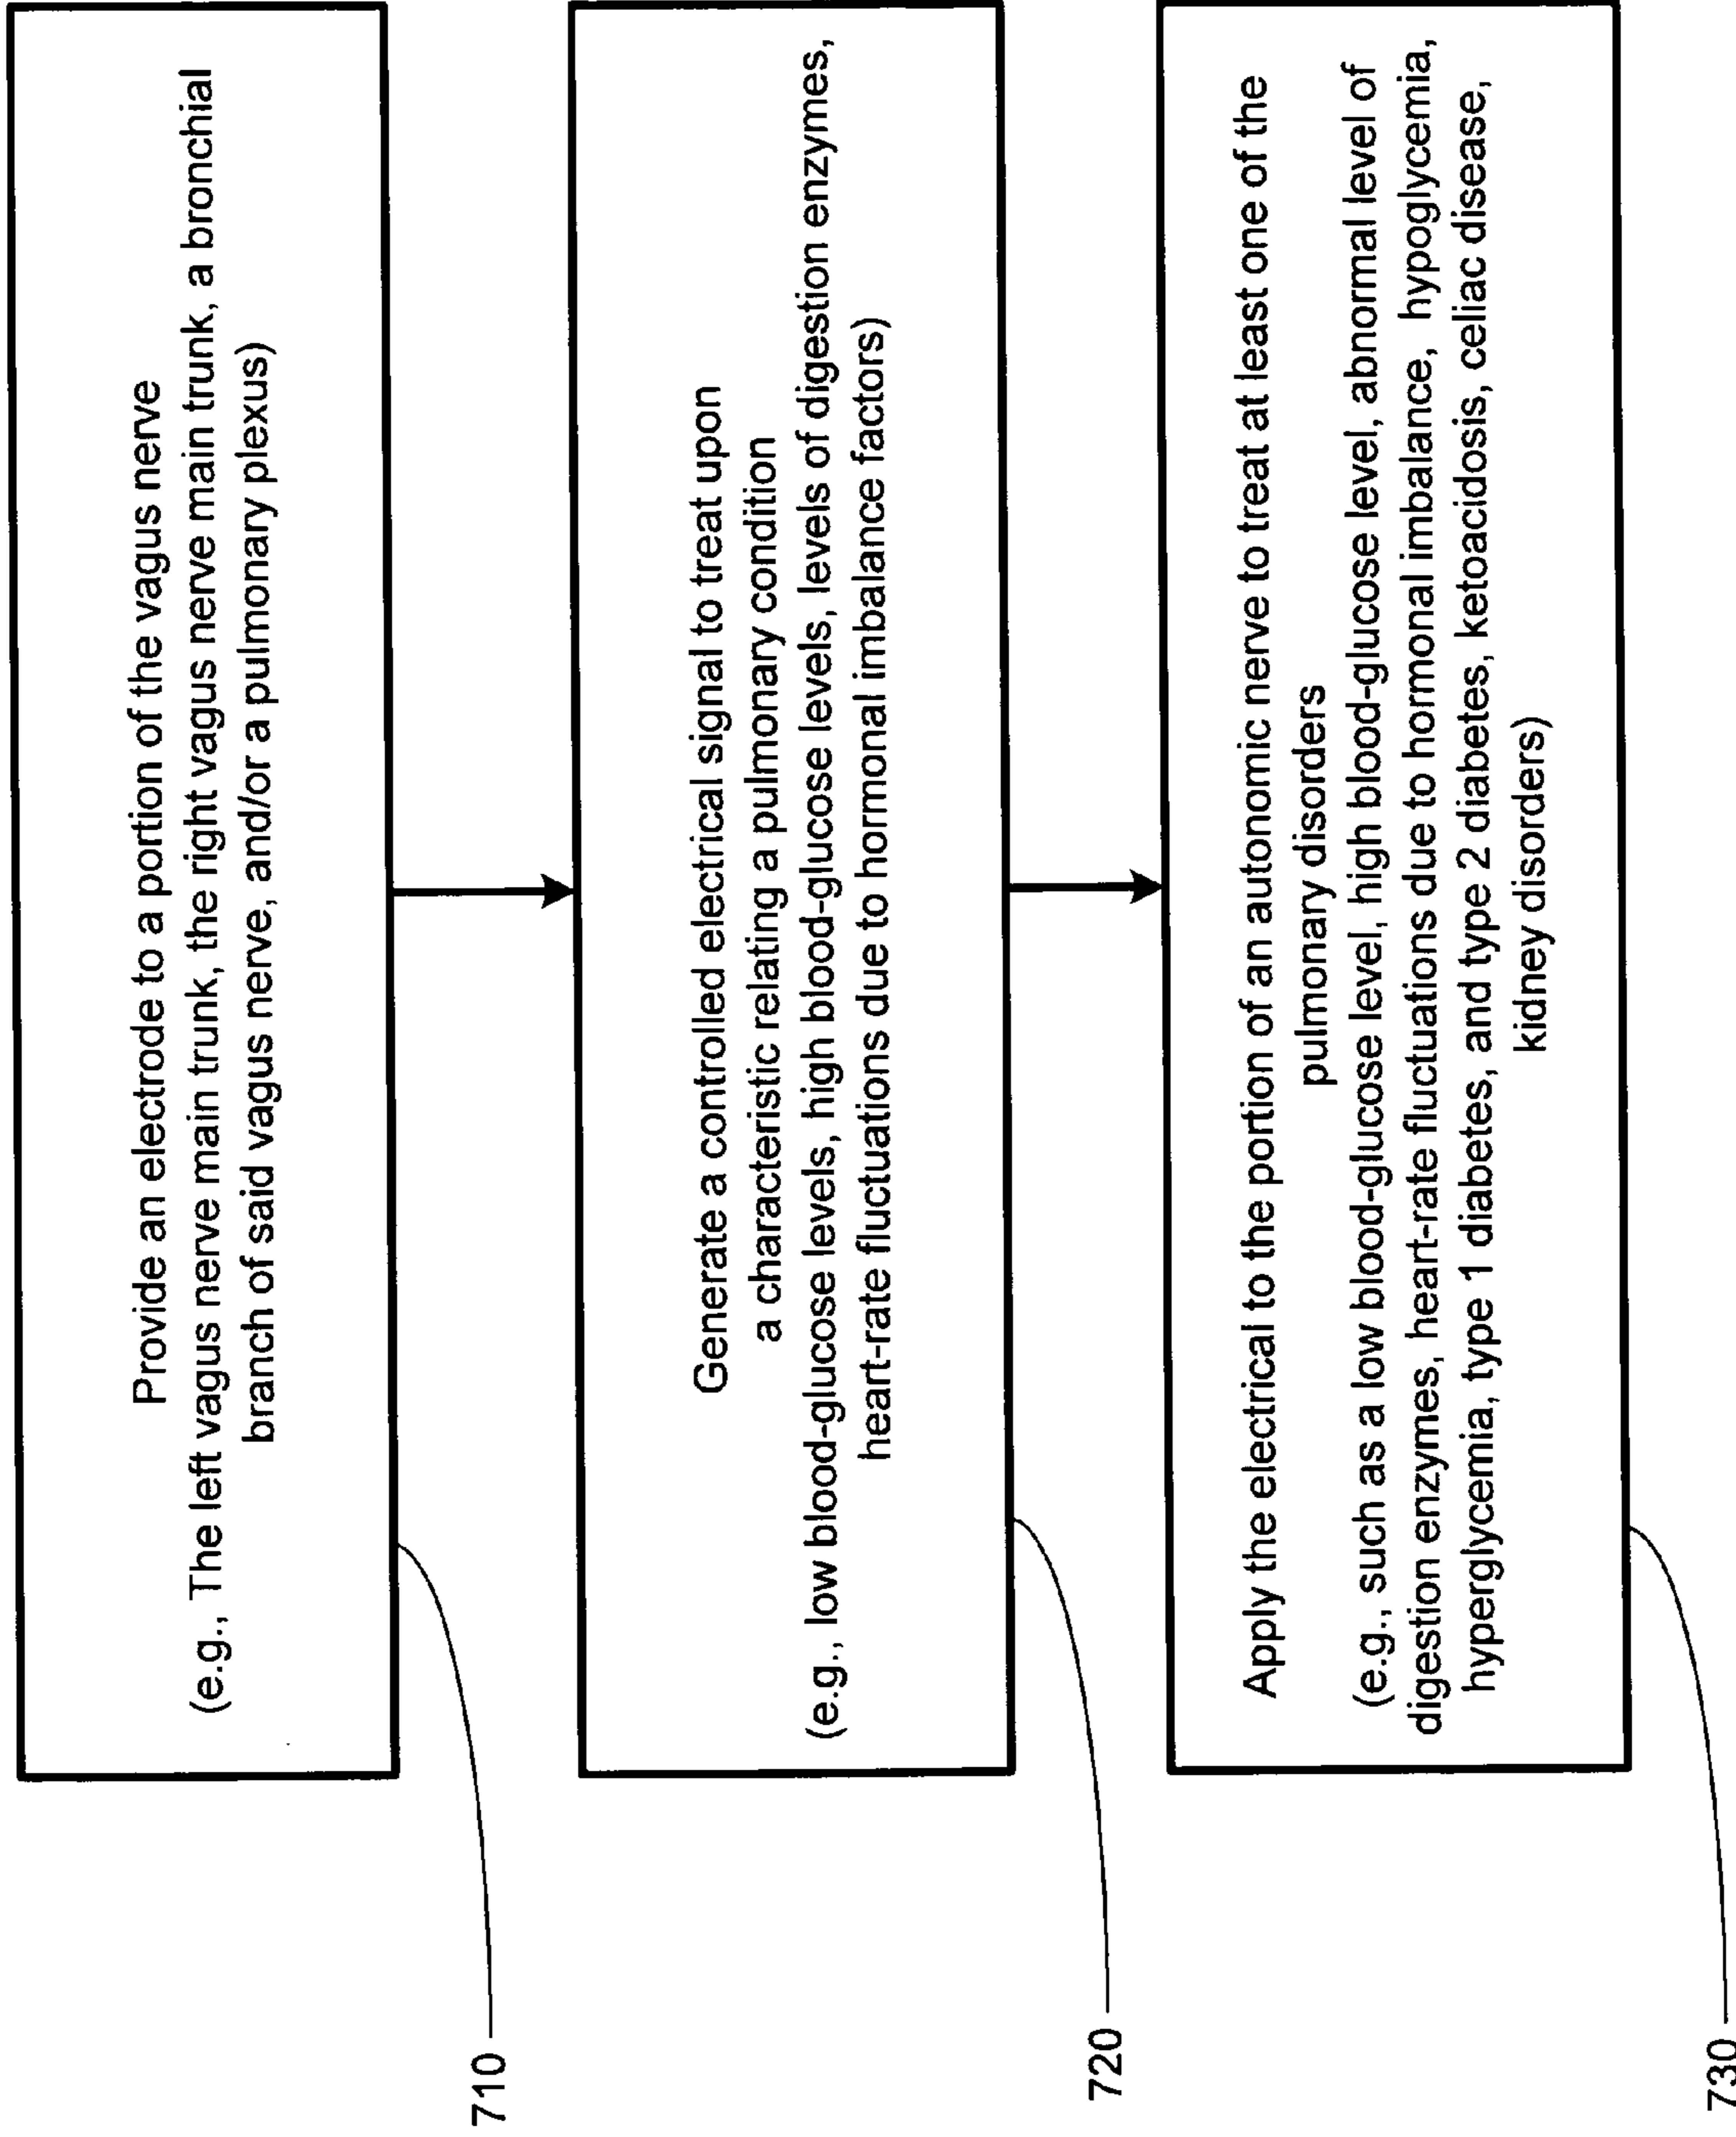 Provide an electrode to a portion of the vagus nerve
(e.g., The left vagus nerve main trunk, the right vagus nerve main trunk, a bronchial
branch of said vagus nerve, and/or a pulmonary plexus)
710
Generate a controlled electrical signal to treat upon
a characteristic relating a pulmonary condition
(e.g., low blood-glucose levels, high blood-glucose levels, levels of digestion enzymes,
heart-rate fluctuations due to hormonal imbalance factors)
720
Apply the electrical to the portion of an autonomic nerve to treat at least one of the
pulmonary disorders
(e.g., such as a low blood-glucose level, high blood-glucose level, abnormal level of
digestion enzymes, heart-rate fluctuations due to hormonal imbalance, hypoglycemia,
hyperglycemia, type 1 diabetes, and type 2 diabetes, ketoacidosis, celiac disease,
kidney disorders)
730